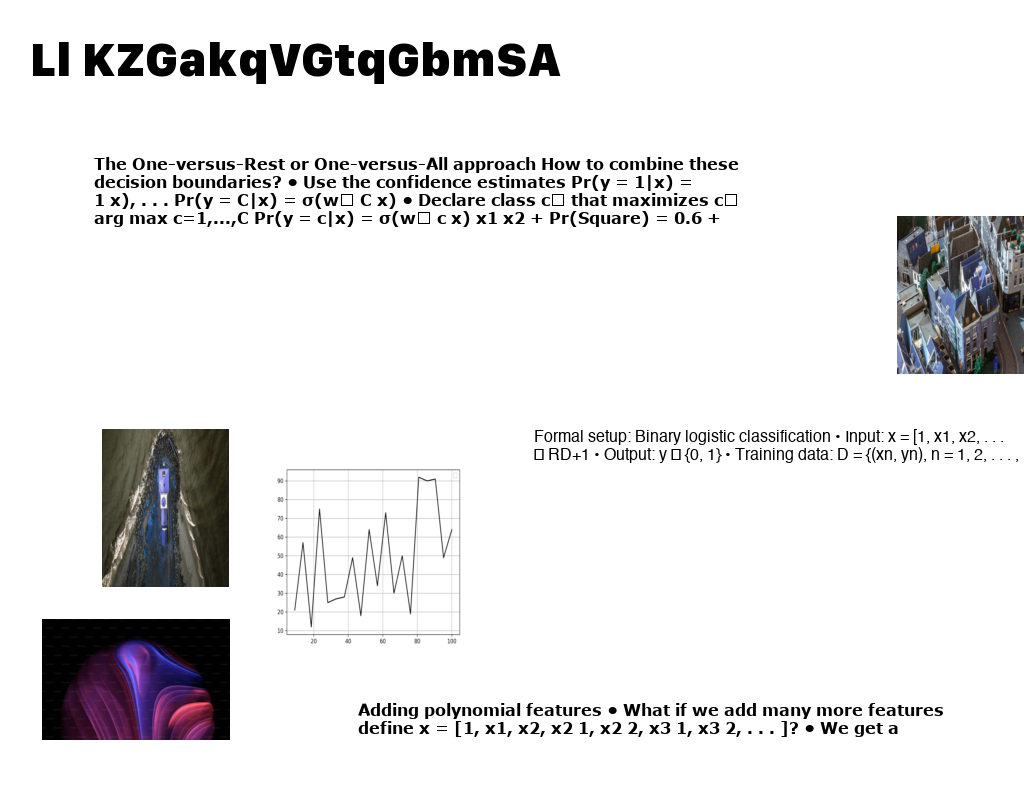 Ll KZGakqVGtqGbmSA
The One-versus-Rest or One-versus-All approach How to combine these
decision boundaries? • Use the confidence estimates Pr(y = 1|x) =
1 x), . . . Pr(y = C|x) = σ(w□ C x) • Declare class c□ that maximizes c□
arg max c=1,...,C Pr(y = c|x) = σ(w□ c x) x1 x2 + Pr(Square) = 0.6 +
Formal setup: Binary logistic classification • Input: x = [1, x1, x2, . . .
□ RD+1 • Output: y □ {0, 1} • Training data: D = {(xn, yn), n = 1, 2, . . . ,
90
80
70
60
50
40
30
20
10
20 40 60 80 100
Adding polynomial features • What if we add many more features
define x = [1, x1, x2, x2 1, x2 2, x3 1, x3 2, . . . ]? • We get a